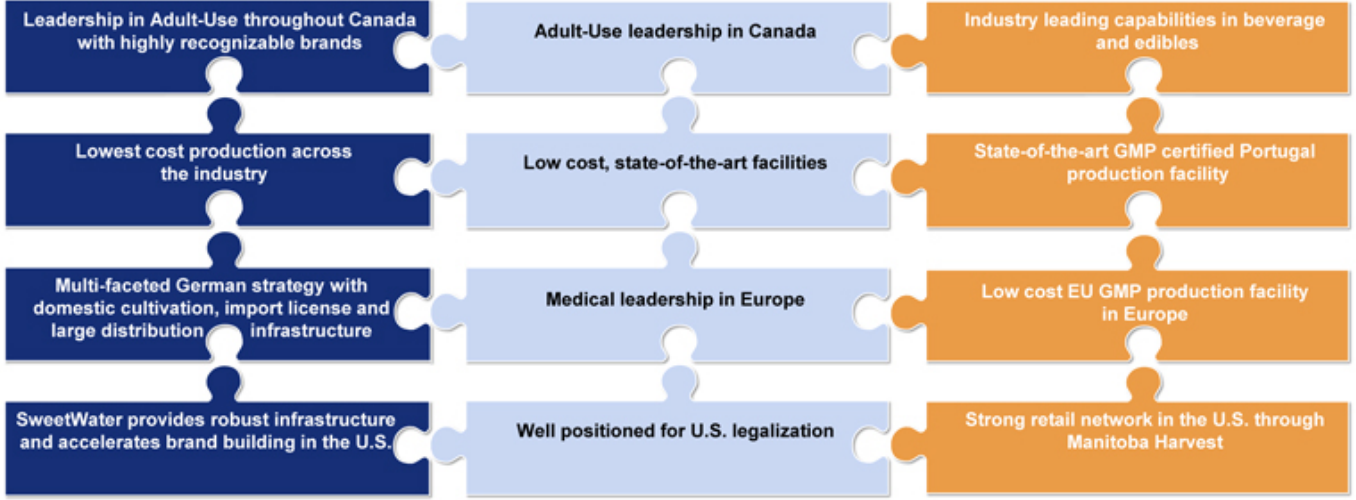 Leadership in Adult-Use throughout Canada
with highly recognizable brands
Adult-Use leadership in Canada
Industry leading capabilities in beverage
and edibles
Lowest cost production across
the industry
Low cost, state-of-the-art facilities
State-of-the-art GMP certified Portugal
production facility
Multi-faceted German strategy with
domestic cultivation, import license and
large distribution infrastructure
Medical leadership in Europe
Low cost EU GMP production facility
in Europe
SweetWater provides robust infrastructure
and accelerates brand building in the U.S.
Well positioned for U.S. legalization
Strong retail network in the U.S. through
Manitoba Harvest